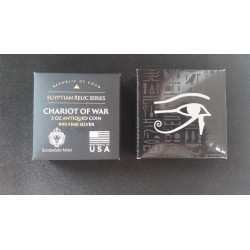 REPUBLIC OF CHAD
EGYPTIAN RELIC SERIES
CHARIOT OF WAR
2 OZ ANTIQUED COIN
999 FINE SILVER
Scottsdale Mint
USA